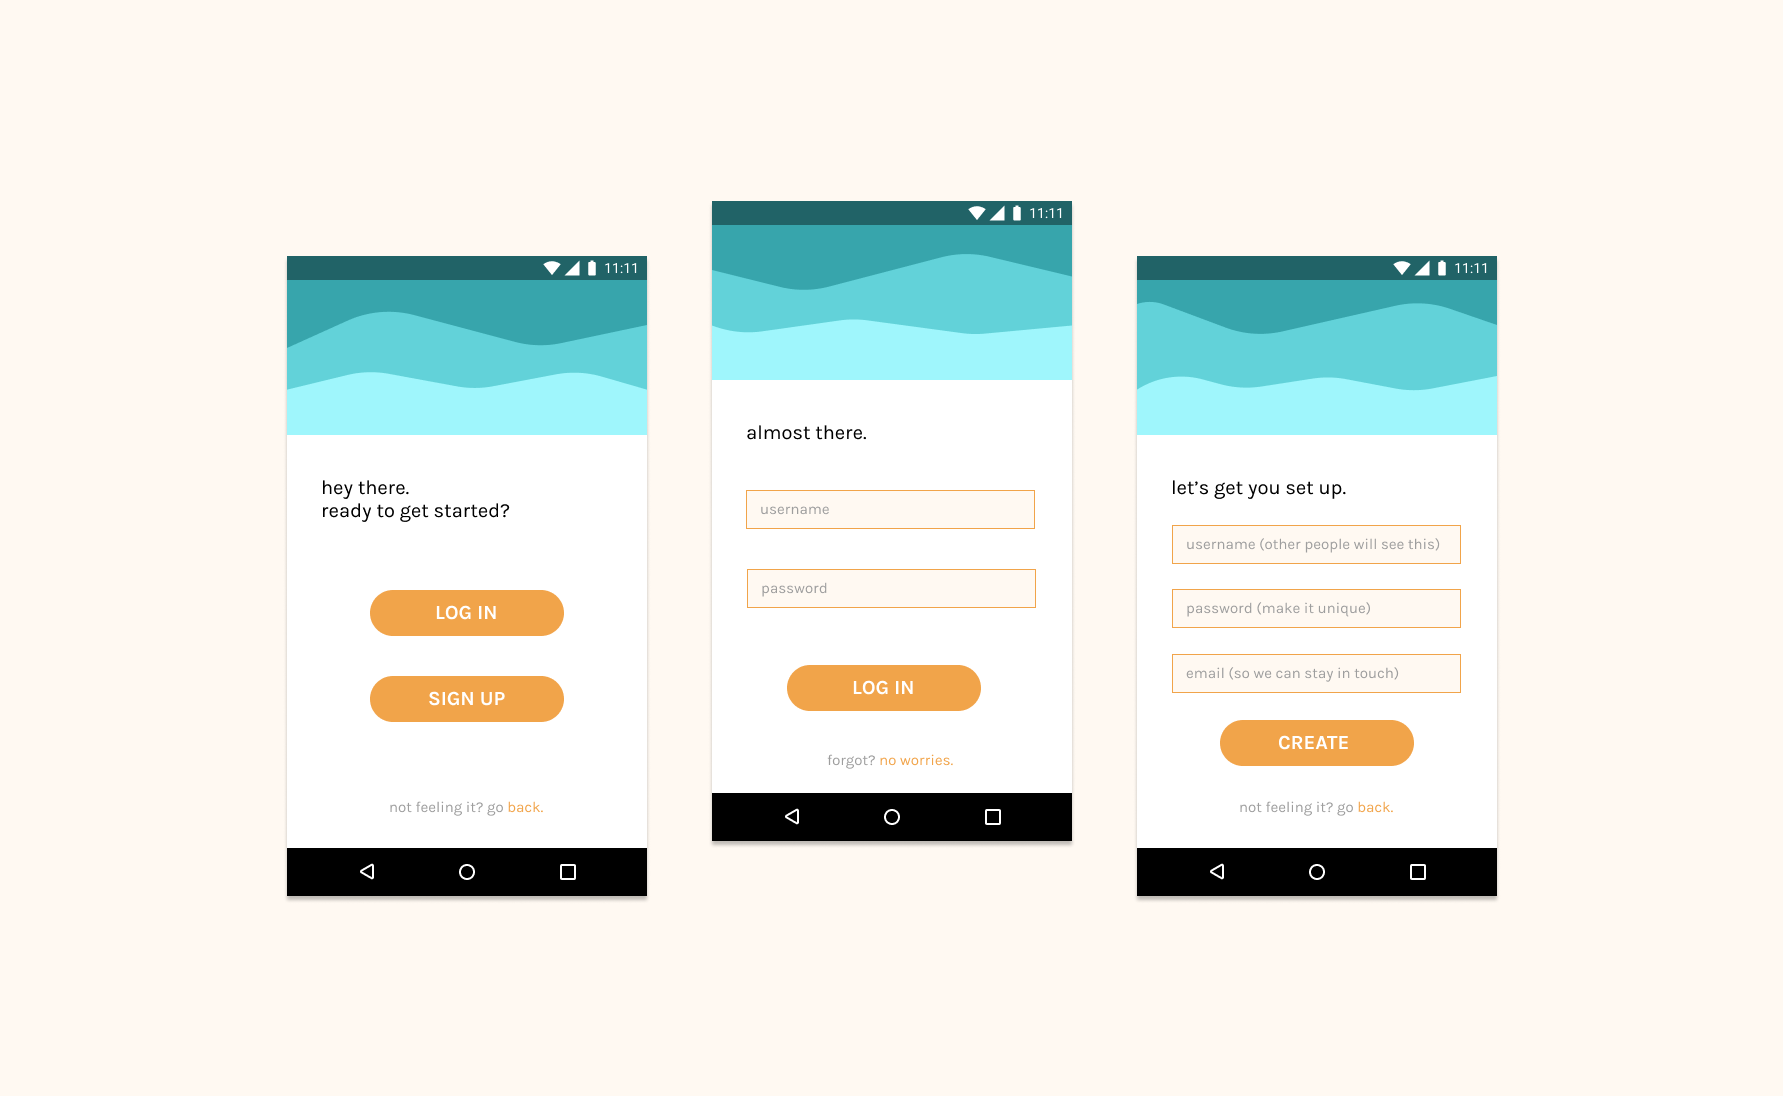 11:11
hey there.
ready to get started?
LOG IN
SIGN UP
not feeling it? go back.
11:11
almost there.
username
password
LOG IN
forgot? no worries.
11:11
let’s get you set up.
username (other people will see this)
password (make it unique)
email (so we can stay in touch)
CREATE
not feeling it? go back.